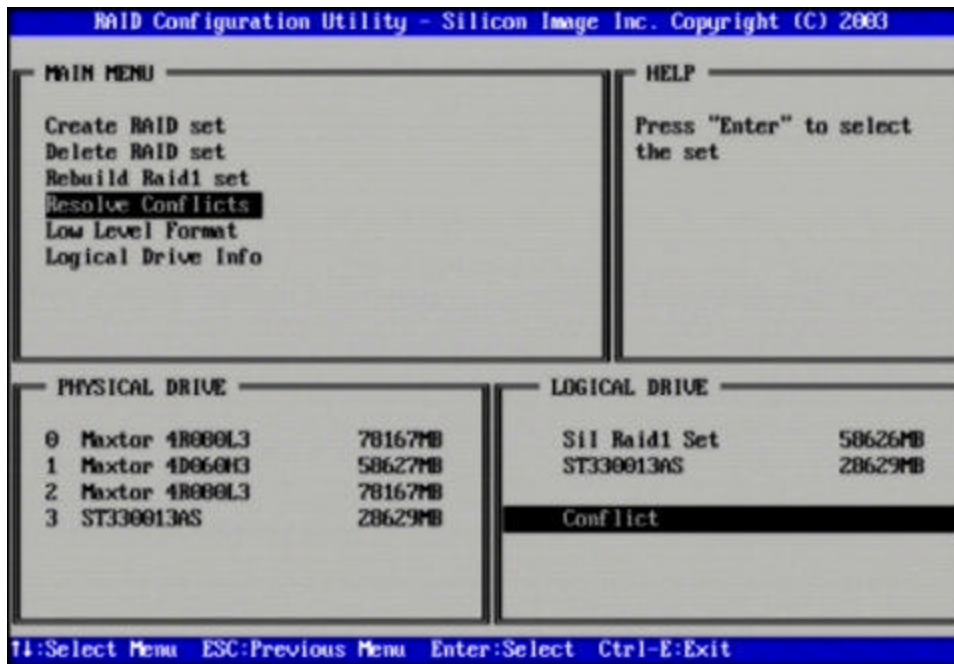 RAID Configuration Utility - Silicon Image Inc. Copyright (C) 2003
MAIN MENU
Create RAID set
Delete RAID set
Rebuild Raid1 set
Resolve Conflicts
Low Level Format
Logical Drive Info
HELP
Press "Enter" to select
the set
PHYSICAL DRIVE
0 Maxtor 4R080L3 78167MB
1 Maxtor 4D060H3 58627MB
2 Maxtor 4R080L3 78167MB
3 ST330013AS 28629MB
LOGICAL DRIVE
SiI Raid1 Set 58626MB
ST330013AS 28629MB
Conflict
↑↓:Select Menu ESC:Previous Menu Enter:Select Ctrl-E:Exit